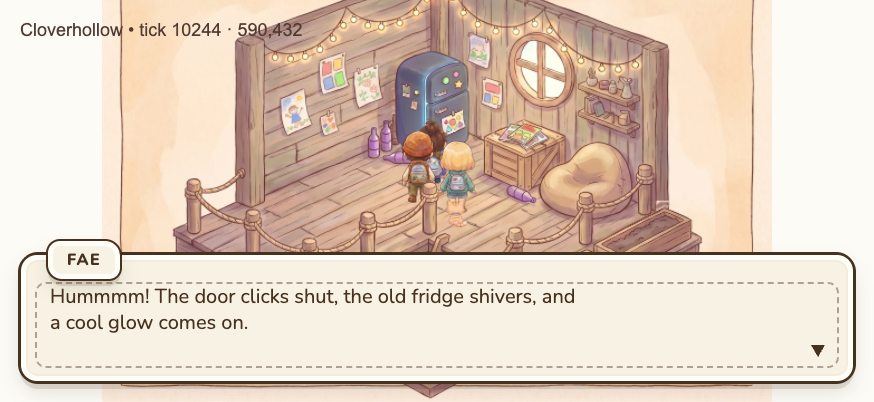 Cloverhollow • tick 10244 · 590,432
FAE
Hummmm! The door clicks shut, the old fridge shivers, and
a cool glow comes on.